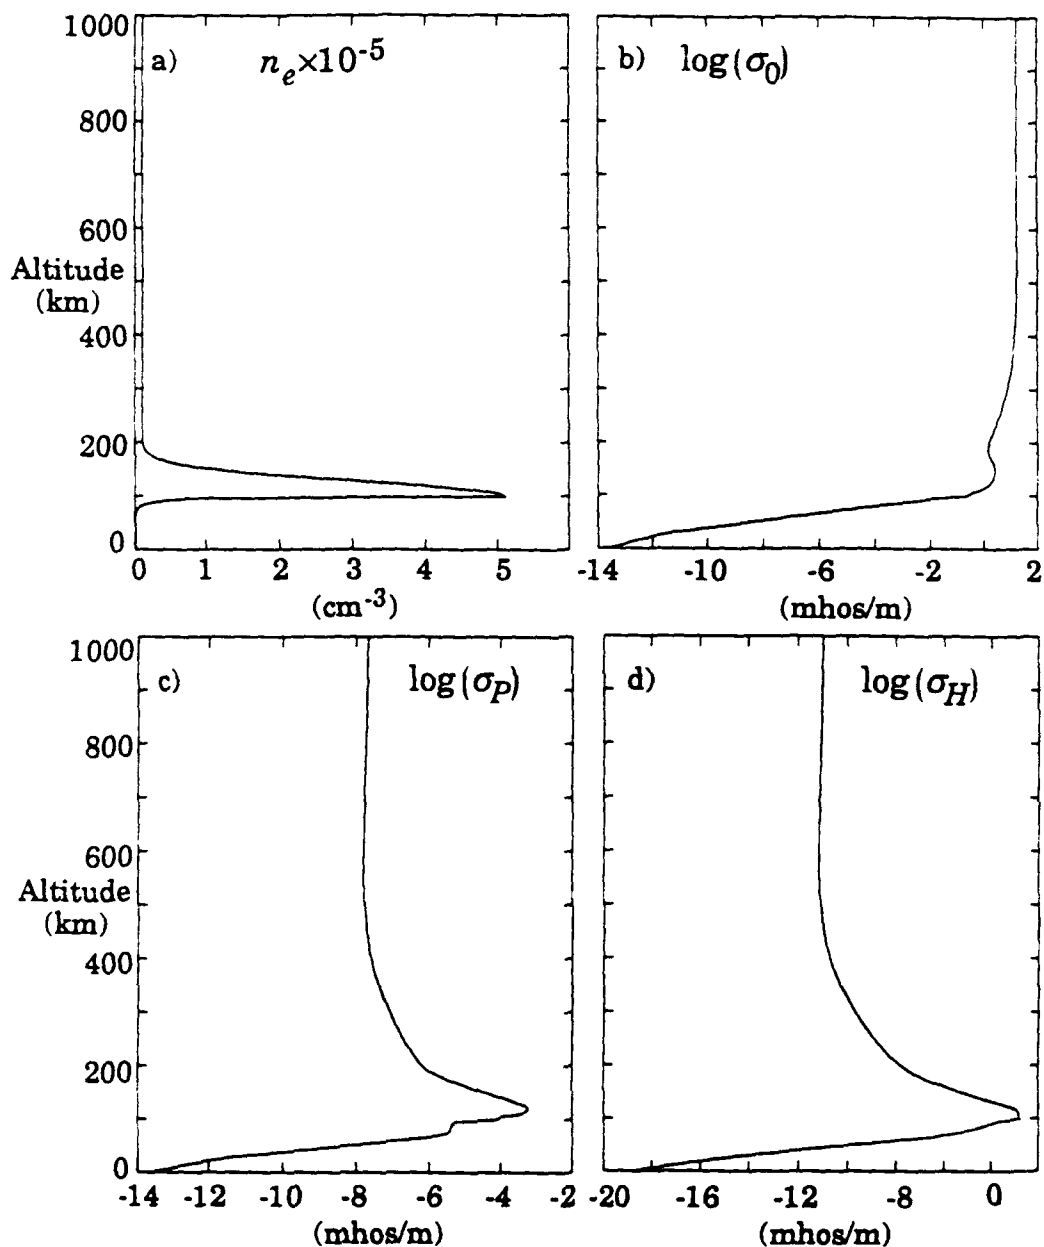 1000
a) n_e×10^-5
800
600
Altitude
(km)
400
200
0
0 1 2 3 4 5
(cm^-3)
b) log(σ_0)
-14 -10 -6 -2 2
(mhos/m)
1000
c) log(σ_P)
800
600
Altitude
(km)
400
200
0
-14 -12 -10 -8 -6 -4 -2
(mhos/m)
d) log(σ_H)
-20 -16 -12 -8 0
(mhos/m)